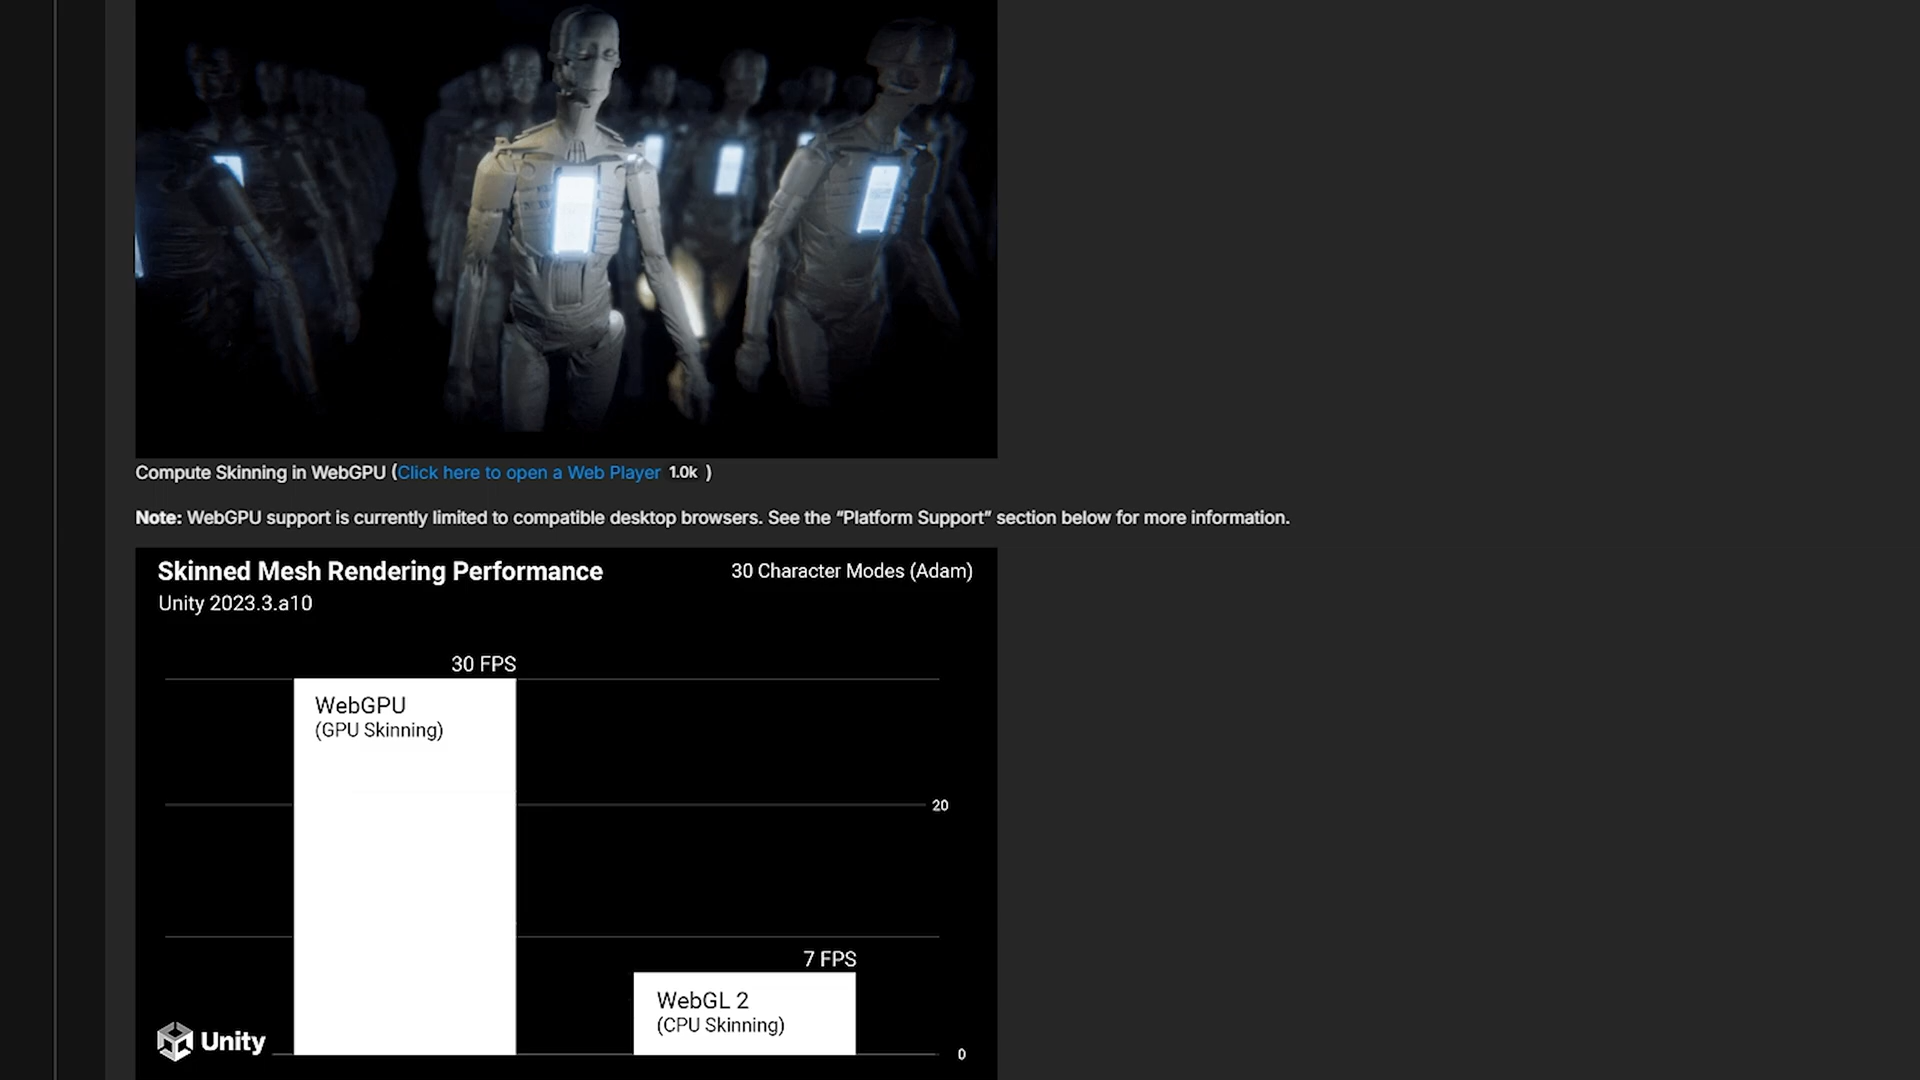 Compute Skinning in WebGPU (Click here to open a Web Player 1.0k )
Note: WebGPU support is currently limited to compatible desktop browsers. See the “Platform Support” section below for more information.
Skinned Mesh Rendering Performance
30 Character Modes (Adam)
Unity 2023.3.a10
30 FPS
WebGPU
(GPU Skinning)
20
7 FPS
WebGL 2
(CPU Skinning)
Unity
0